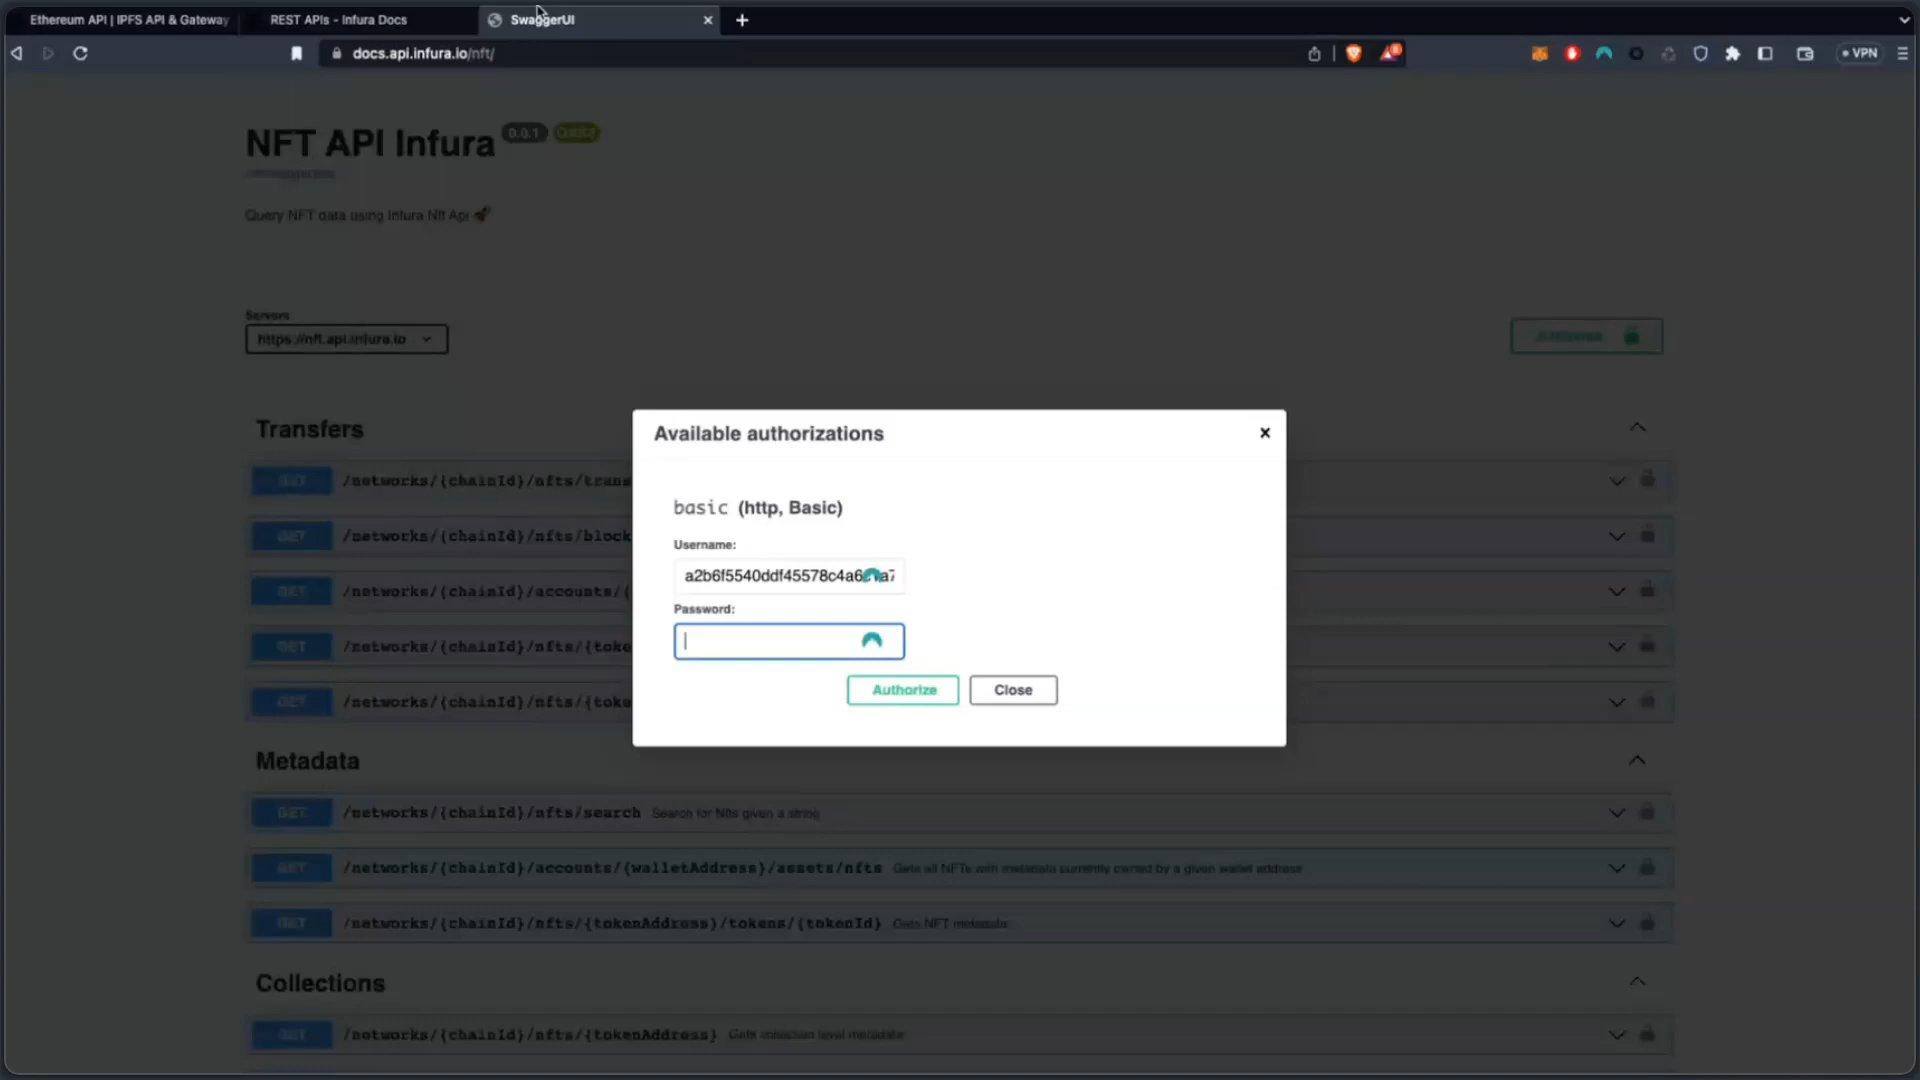 Ethereum API | IPFS API & Gateway
REST APIs - Infura Docs
SwaggerUI
docs.api.infura.io/nft/
VPN
NFT API Infura 0.0.1
Query NFT data using Infura Nft Api 🚀
Servers
https://nft.api.infura.io
Authorize
Transfers
GET /networks/{chainId}/nfts/trans
GET /networks/{chainId}/nfts/block
GET /networks/{chainId}/accounts/{
GET /networks/{chainId}/nfts/{toke
GET /networks/{chainId}/nfts/{toke
Available authorizations
basic (http, Basic)
Username:
a2b6f5540ddf45578c4a6
Password:
Authorize
Close
Metadata
GET /networks/{chainId}/nfts/search Search for Nfts given a string
GET /networks/{chainId}/accounts/{walletAddress}/assets/nfts Gets all NFTs with metadata currently owned by a given wallet address
GET /networks/{chainId}/nfts/{tokenAddress}/tokens/{tokenId} Gets NFT metadata
Collections
GET /networks/{chainId}/nfts/{tokenAddress} Gets collection level metadata